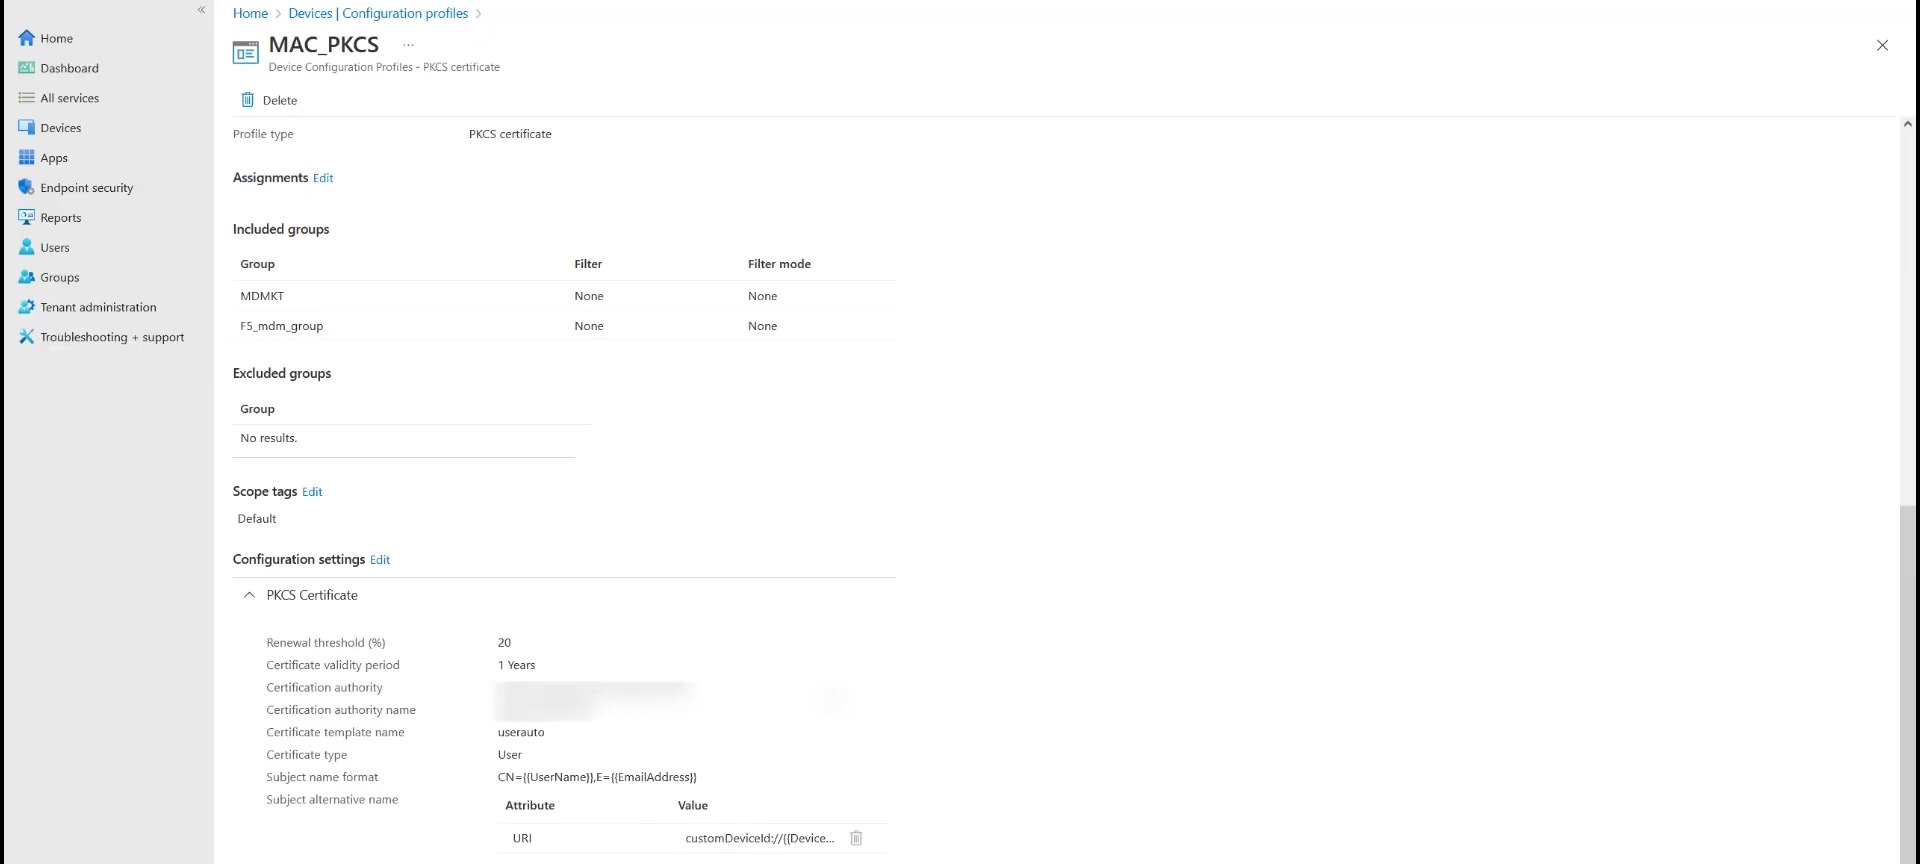 «
Home
Dashboard
All services
Devices
Apps
Endpoint security
Reports
Users
Groups
Tenant administration
Troubleshooting + support
Home > Devices | Configuration profiles >
MAC_PKCS ...
Device Configuration Profiles - PKCS certificate
Delete
Profile type PKCS certificate
Assignments Edit
Included groups
Group Filter Filter mode
MDMKT None None
F5_mdm_group None None
Excluded groups
Group
No results.
Scope tags Edit
Default
Configuration settings Edit
PKCS Certificate
Renewal threshold (%) 20
Certificate validity period 1 Years
Certification authority
Certification authority name
Certificate template name userauto
Certificate type User
Subject name format CN={{UserName}},E={{EmailAddress}}
Subject alternative name
Attribute Value
URI customDeviceId://{{Device...